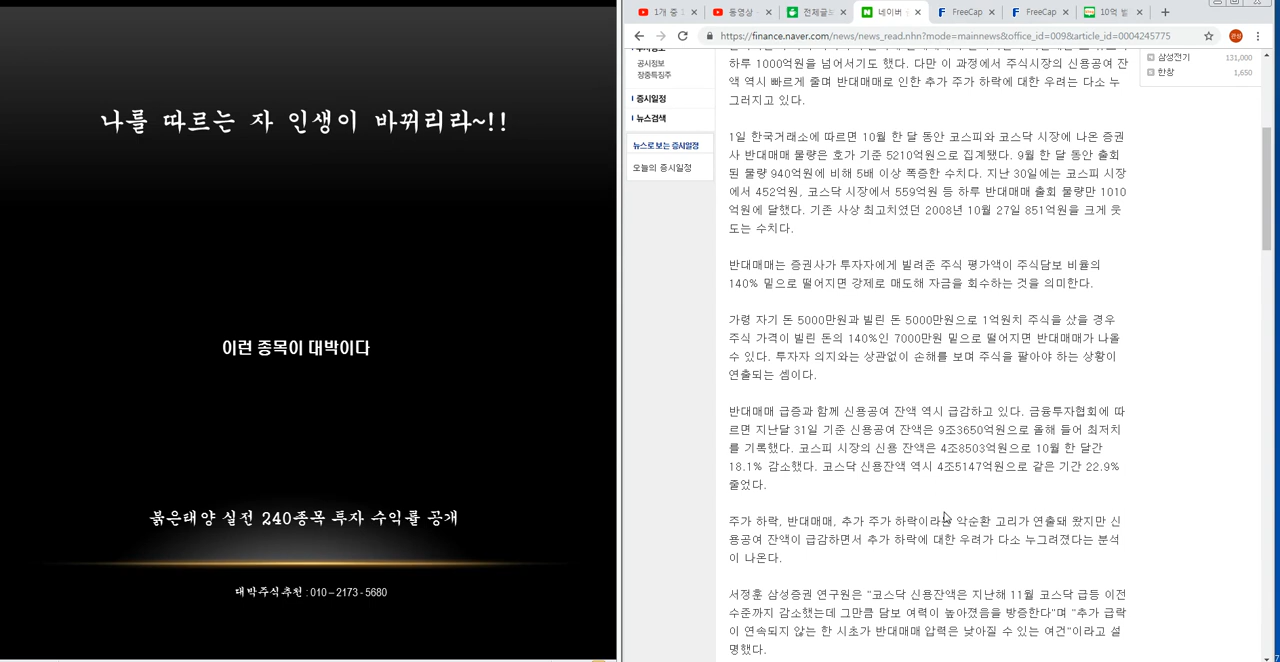 나를 따르는 자 인생이 바뀌리라~!!
이런 종목이 대박이다
붉은태양 실전 240종목 투자 수익률 공개
대박주식추천 : 010 – 2173 - 5680
1개 중
동영상 -
전체글보
네이버
FreeCap
FreeCap
10억 빌
https://finance.naver.com/news/news_read.nhn?mode=mainnews&office_id=009&article_id=0004245775
공시정보
장중특징주
증시일정
뉴스검색
뉴스로 보는 증시일정
오늘의 증시일정
하루 1000억원을 넘어서기도 했다. 다만 이 과정에서 주식시장의 신용공여 잔
액 역시 빠르게 줄며 반대매매로 인한 추가 주가 하락에 대한 우려는 다소 누
그러지고 있다.
1일 한국거래소에 따르면 10월 한 달 동안 코스피와 코스닥 시장에 나온 증권
사 반대매매 물량은 호가 기준 5210억원으로 집계됐다. 9월 한 달 동안 출회
된 물량 940억원에 비해 5배 이상 폭증한 수치다. 지난 30일에는 코스피 시장
에서 452억원, 코스닥 시장에서 559억원 등 하루 반대매매 출회 물량만 1010
억원에 달했다. 기존 사상 최고치였던 2008년 10월 27일 851억원을 크게 웃
도는 수치다.
반대매매는 증권사가 투자자에게 빌려준 주식 평가액이 주식담보 비율의
140% 밑으로 떨어지면 강제로 매도해 자금을 회수하는 것을 의미한다.
가령 자기 돈 5000만원과 빌린 돈 5000만원으로 1억원치 주식을 샀을 경우
주식 가격이 빌린 돈의 140%인 7000만원 밑으로 떨어지면 반대매매가 나올
수 있다. 투자자 의지와는 상관없이 손해를 보며 주식을 팔아야 하는 상황이
연출되는 셈이다.
반대매매 급증과 함께 신용공여 잔액 역시 급감하고 있다. 금융투자협회에 따
르면 지난달 31일 기준 신용공여 잔액은 9조3650억원으로 올해 들어 최저치
를 기록했다. 코스피 시장의 신용 잔액은 4조8503억원으로 10월 한 달간
18.1% 감소했다. 코스닥 신용잔액 역시 4조5147억원으로 같은 기간 22.9%
줄었다.
주가 하락, 반대매매, 추가 주가 하락이라는 악순환 고리가 연출돼 왔지만 신
용공여 잔액이 급감하면서 추가 하락에 대한 우려가 다소 누그러졌다는 분석
이 나온다.
서정훈 삼성증권 연구원은 "코스닥 신용잔액은 지난해 11월 코스닥 급등 이전
수준까지 감소했는데 그만큼 담보 여력이 높아졌음을 방증한다"며 "추가 급락
이 연속되지 않는 한 시초가 반대매매 압력은 낮아질 수 있는 여건"이라고 설
명했다.
삼성전기 131,000
한창 1,650